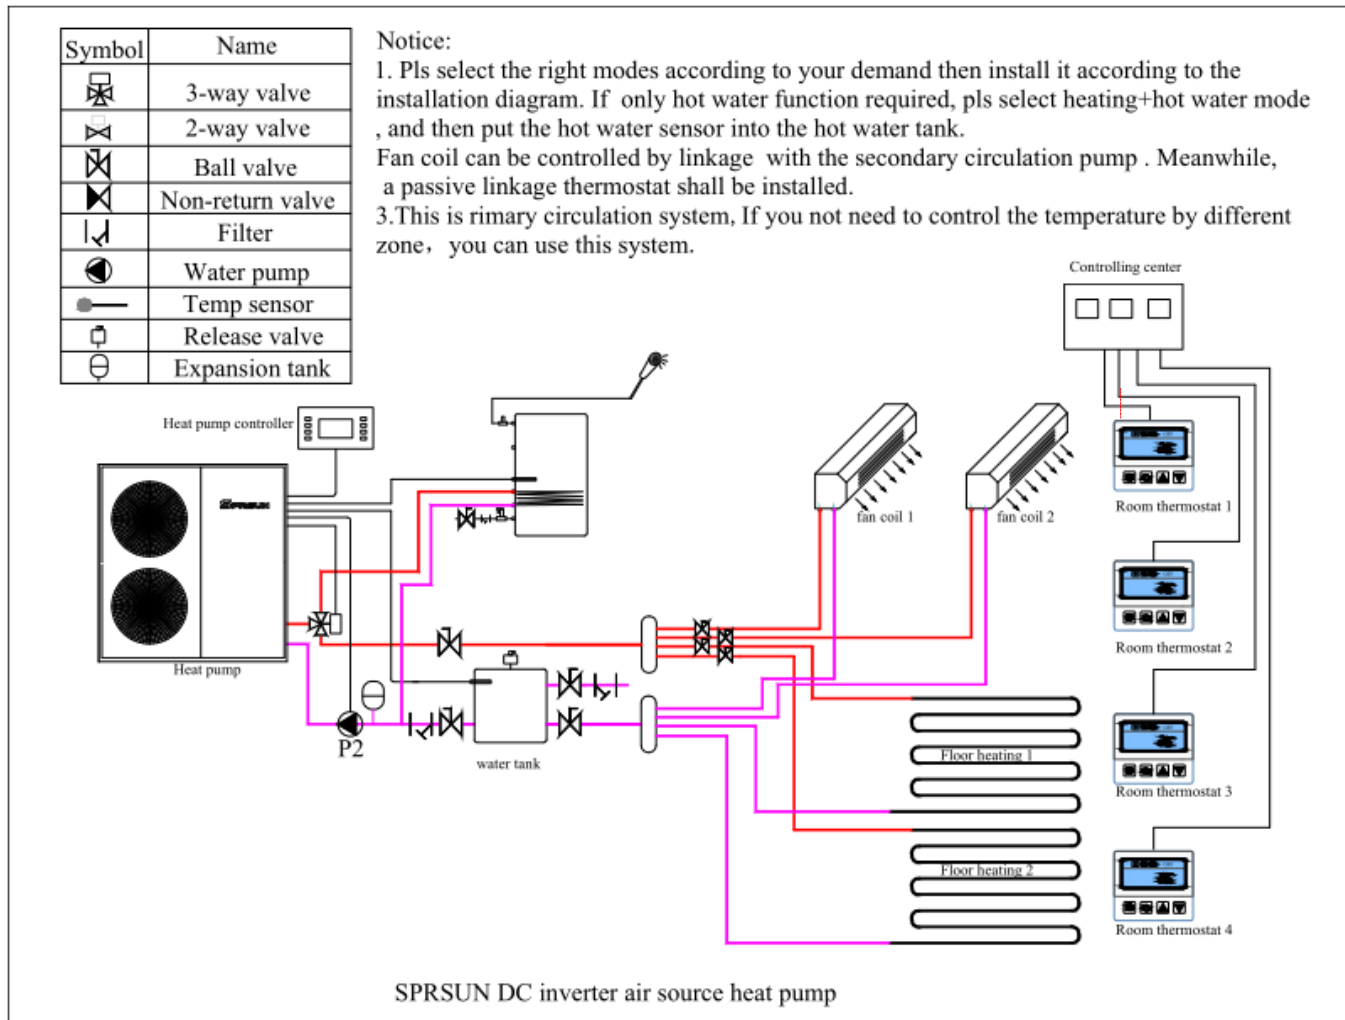 Symbol Name
3-way valve
2-way valve
Ball valve
Non-return valve
Filter
Water pump
Temp sensor
Release valve
Expansion tank
Notice:
1. Pls select the right modes according to your demand then install it according to the
installation diagram. If only hot water function required, pls select heating+hot water mode
, and then put the hot water sensor into the hot water tank.
Fan coil can be controlled by linkage with the secondary circulation pump . Meanwhile,
a passive linkage thermostat shall be installed.
3.This is rimary circulation system, If you not need to control the temperature by different
zone，you can use this system.
Controlling center
Heat pump controller
SPRSUN
Heat pump
fan coil 1
fan coil 2
Room thermostat 1
Room thermostat 2
P2
water tank
Floor heating 1
Room thermostat 3
Floor heating 2
Room thermostat 4
SPRSUN DC inverter air source heat pump